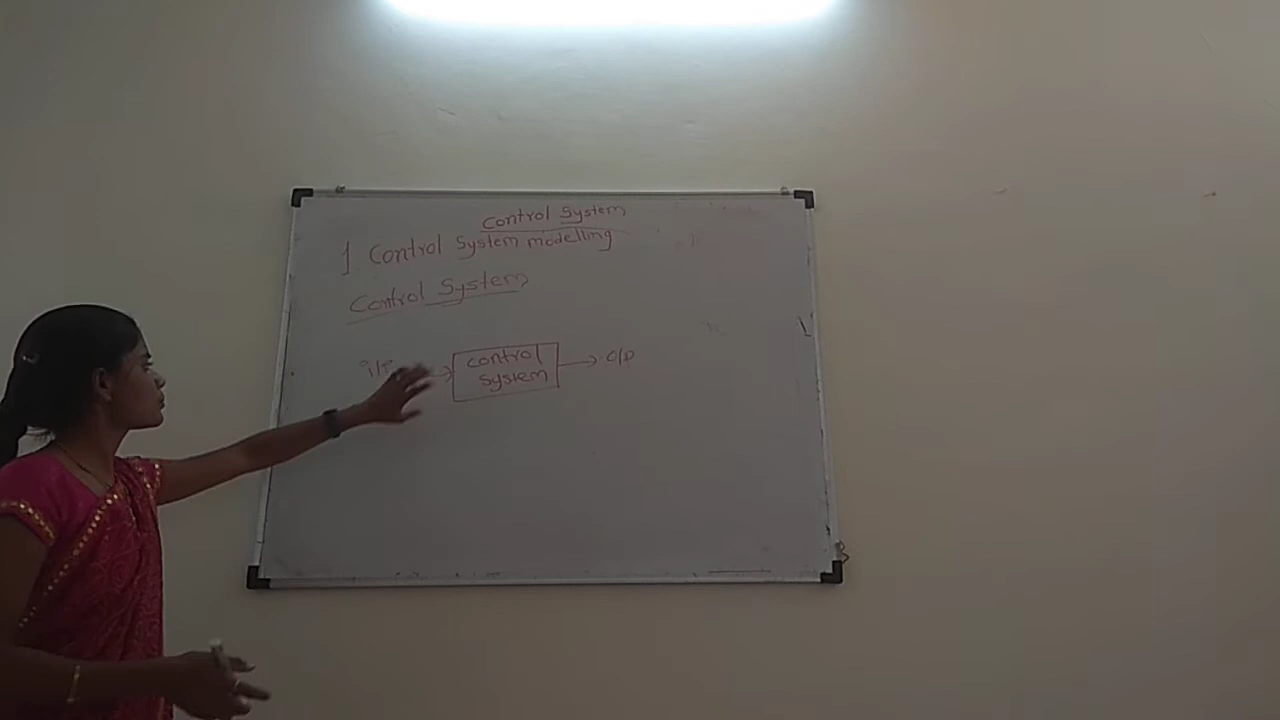 Control System
1 Control System modelling
Control System
i/p
control
system
o/p